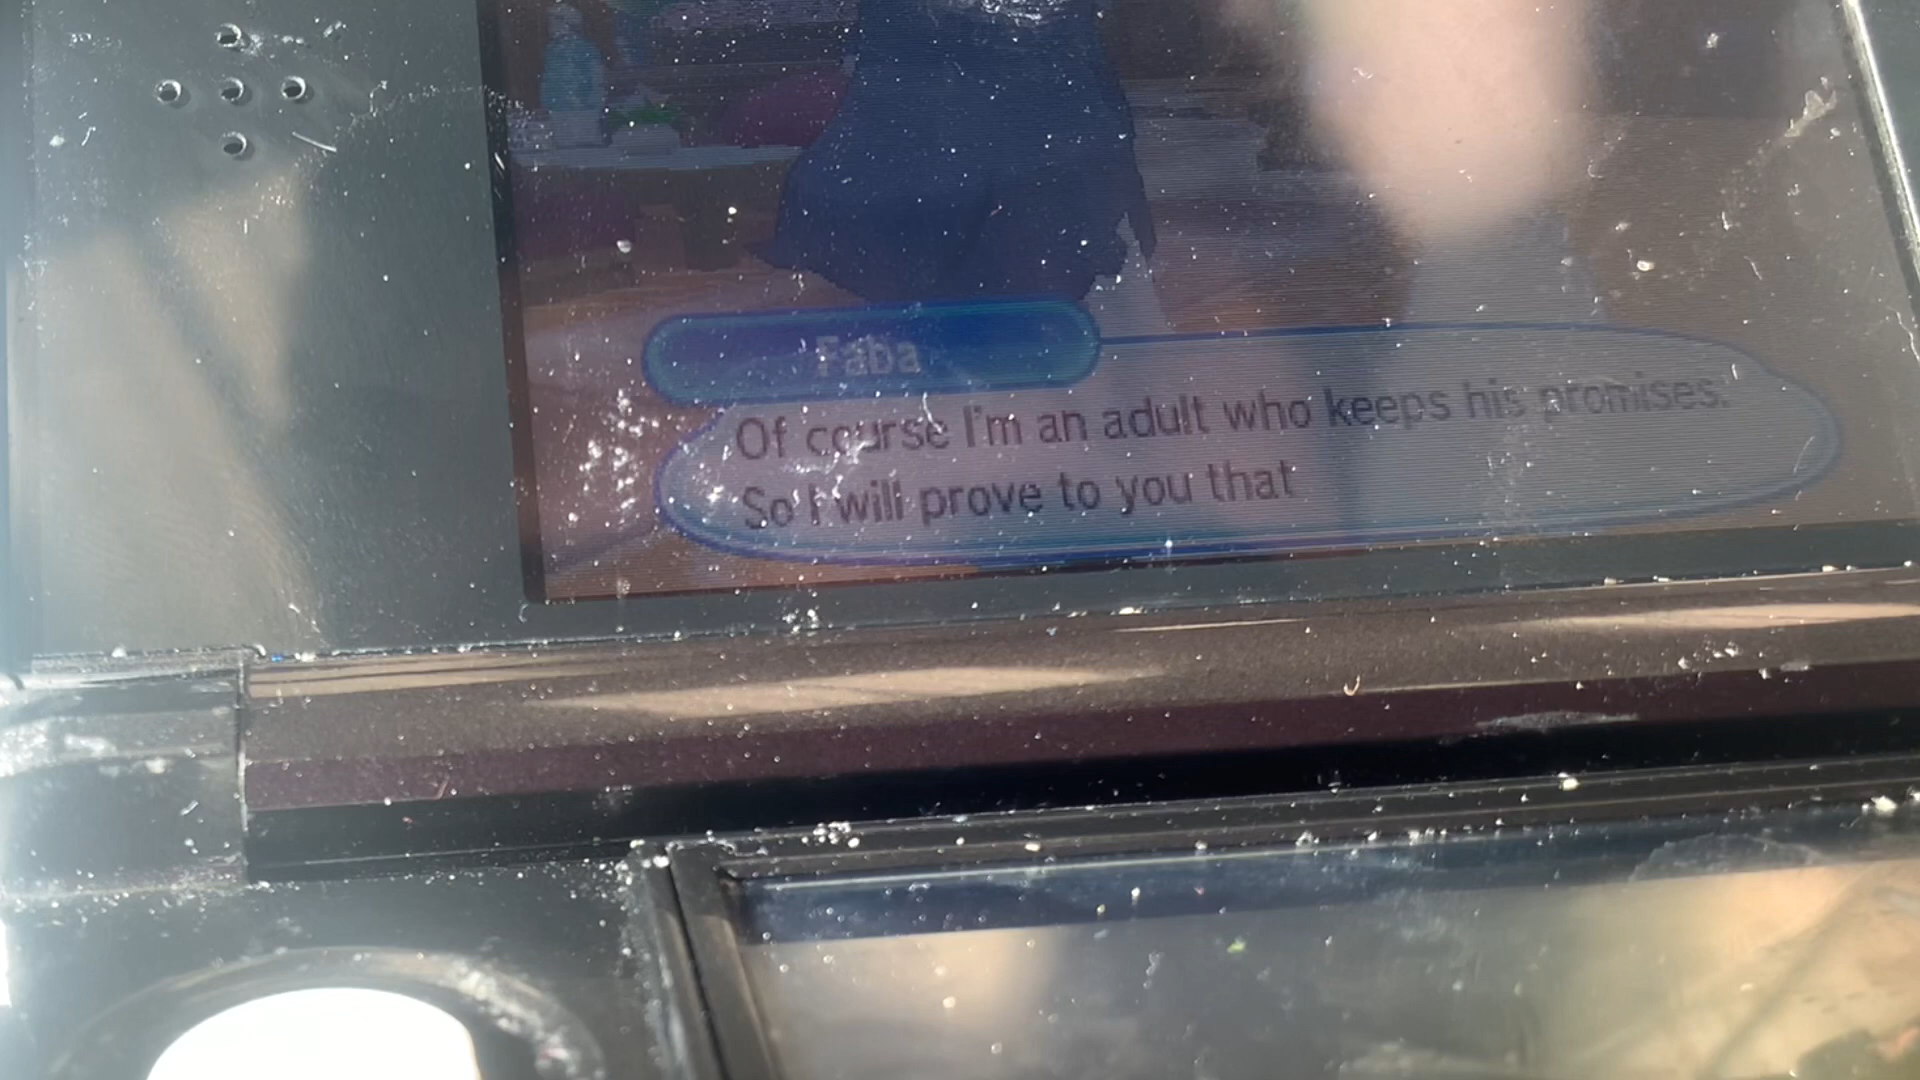 Faba
Of course I'm an adult who keeps his promises.
So I will prove to you that